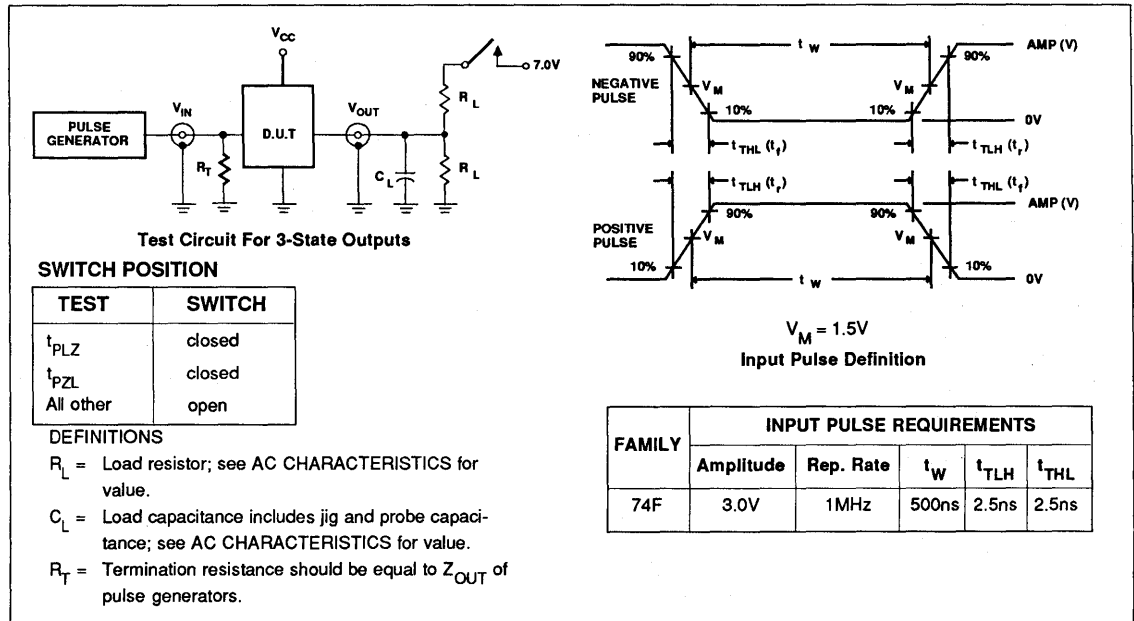 V_CC
7.0V
R_L
V_IN
V_OUT
PULSE
GENERATOR
D.U.T
R_T
C_L
R_L
Test Circuit For 3-State Outputs
SWITCH POSITION
TEST SWITCH
t_PLZ closed
t_PZL closed
All other open
DEFINITIONS
R_L = Load resistor; see AC CHARACTERISTICS for
value.
C_L = Load capacitance includes jig and probe capaci-
tance; see AC CHARACTERISTICS for value.
R_T = Termination resistance should be equal to Z_OUT of
pulse generators.
t_W
AMP (V)
90%
90%
NEGATIVE
PULSE
V_M
V_M
10%
10%
0V
t_THL (t_f)
t_TLH (t_r)
t_TLH (t_r)
t_THL (t_f)
AMP (V)
90%
90%
POSITIVE
PULSE
V_M
V_M
10%
10%
t_W
0V
V_M = 1.5V
Input Pulse Definition
FAMILY INPUT PULSE REQUIREMENTS
Amplitude Rep. Rate t_W t_TLH t_THL
74F 3.0V 1MHz 500ns 2.5ns 2.5ns